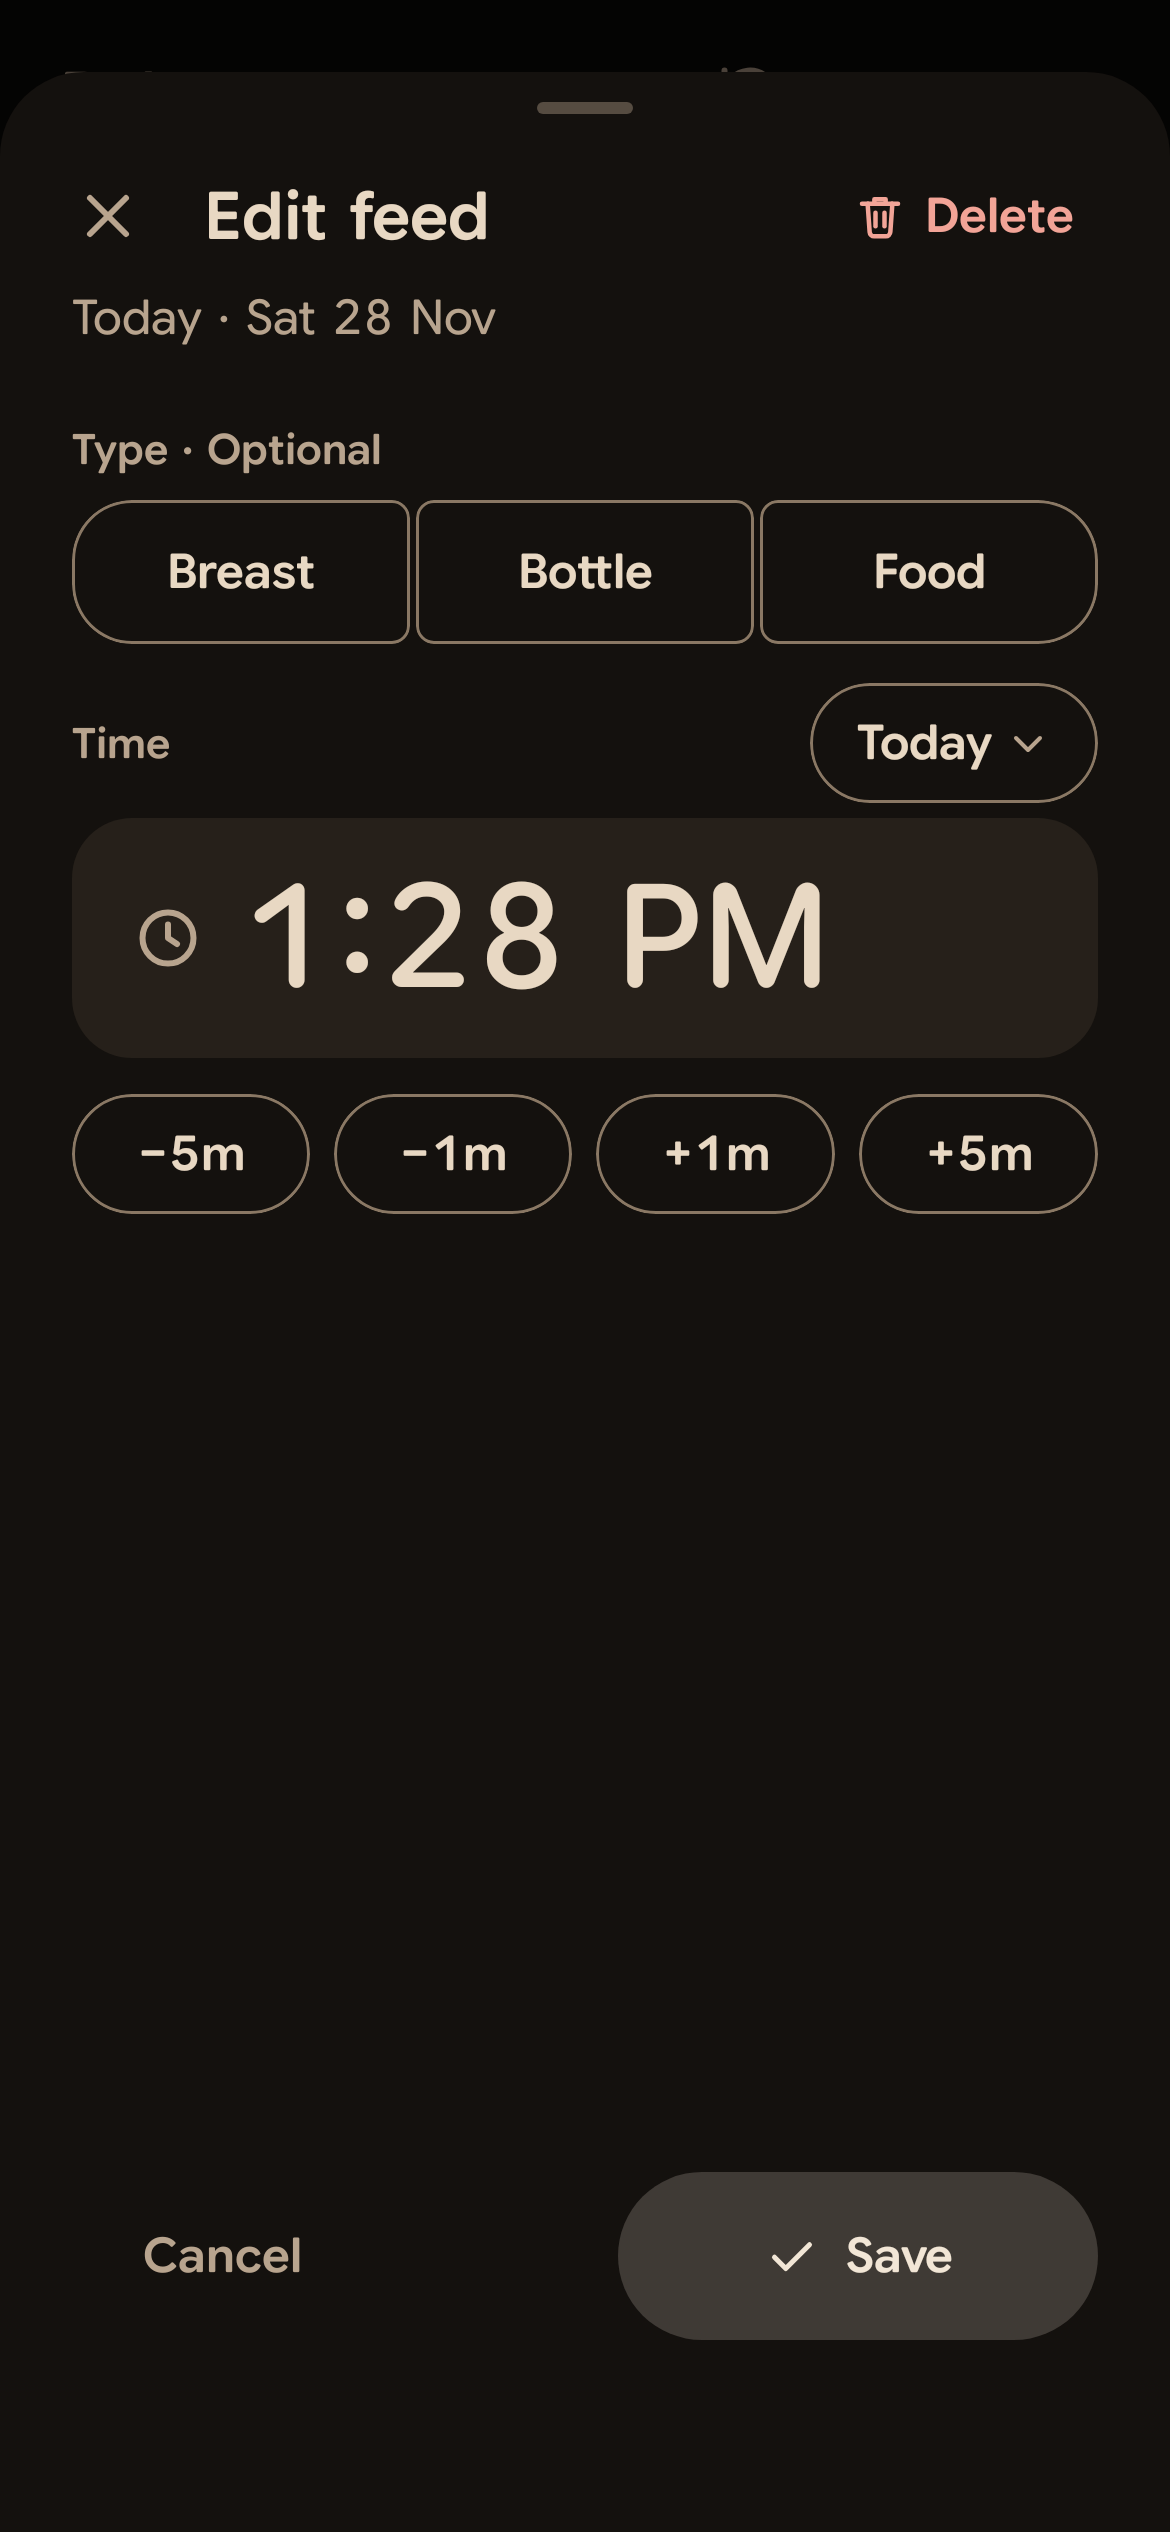 Edit feed
Delete
Today · Sat 28 Nov
Type · Optional
Breast
Bottle
Food
Time
Today
1:28 PM
−5m
−1m
+1m
+5m
Cancel
Save